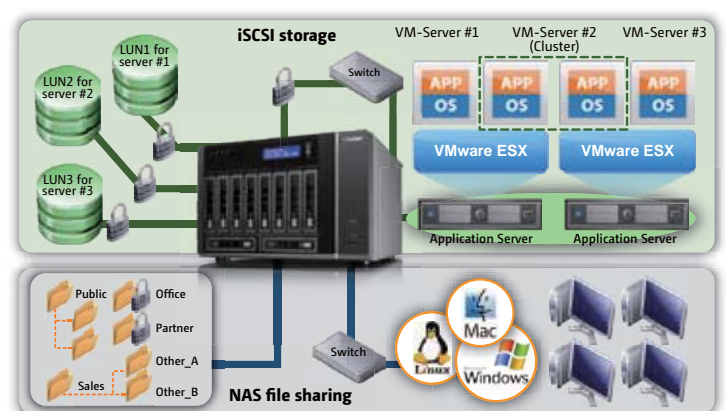 iSCSI storage
LUN1 for
server #1
LUN2 for
server #2
LUN3 for
server #3
Switch
VM-Server #1
VM-Server #2
(Cluster)
VM-Server #3
APP
OS
APP
OS
APP
OS
APP
OS
VMware ESX
VMware ESX
Application Server
Application Server
Public
Office
Partner
Other_A
Sales
Other_B
NAS file sharing
Switch
Linux
Mac
Windows